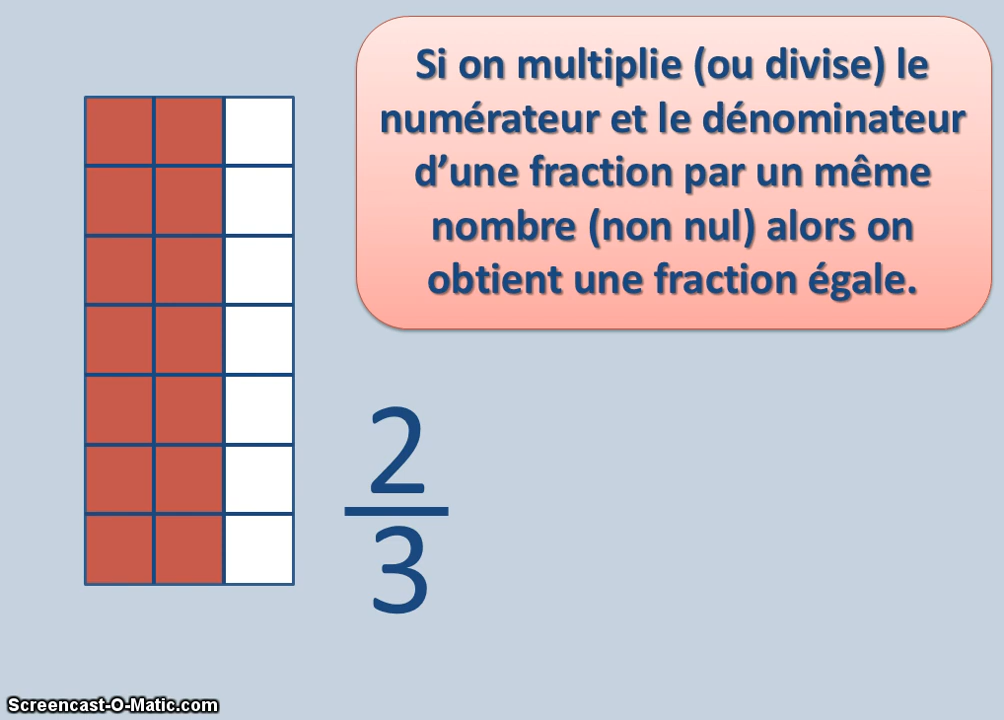 Si on multiplie (ou divise) le
numérateur et le dénominateur
d’une fraction par un même
nombre (non nul) alors on
obtient une fraction égale.
2
3
Screencast-O-Matic.com